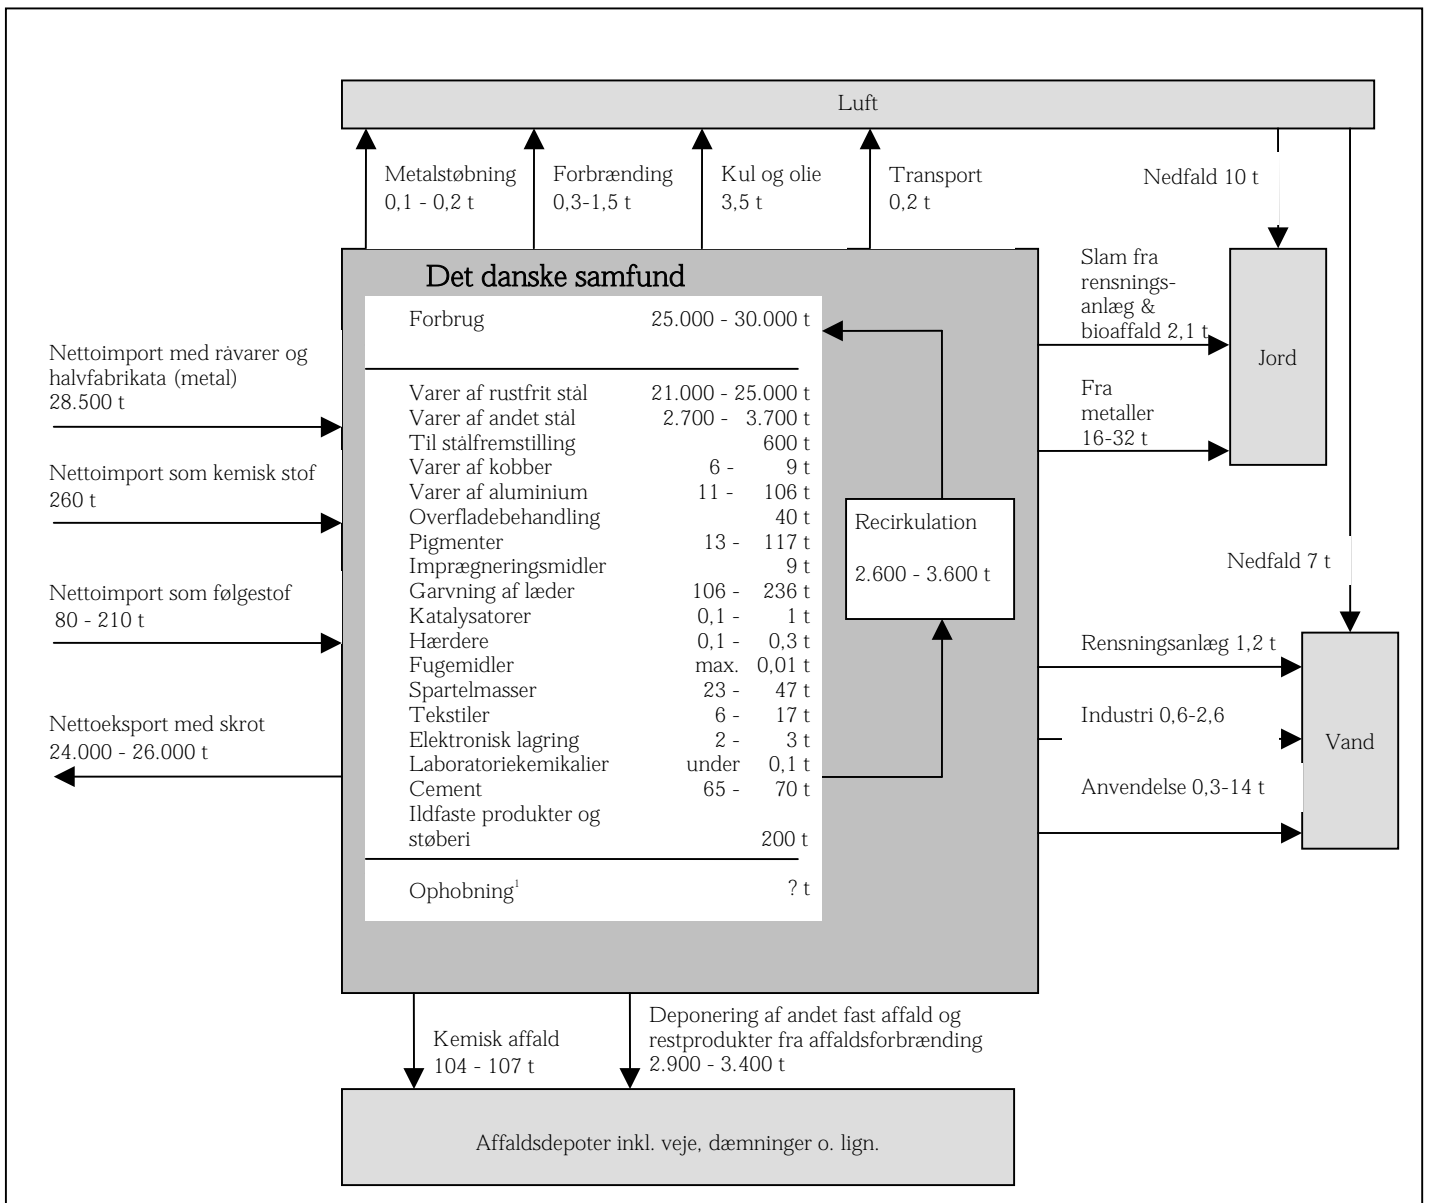 Luft
Metalstøbning
0,1 - 0,2 t
Forbrænding
0,3-1,5 t
Kul og olie
3,5 t
Transport
0,2 t
Nedfald 10 t
Det danske samfund
Forbrug 25.000 - 30.000 t
Varer af rustfrit stål 21.000 - 25.000 t
Varer af andet stål 2.700 - 3.700 t
Til stålfremstilling 600 t
Varer af kobber 6 - 9 t
Varer af aluminium 11 - 106 t
Overfladebehandling 40 t
Pigmenter 13 - 117 t
Imprægneringsmidler 9 t
Garvning af læder 106 - 236 t
Katalysatorer 0,1 - 1 t
Hærdere 0,1 - 0,3 t
Fugemidler max. 0,01 t
Spartelmasser 23 - 47 t
Tekstiler 6 - 17 t
Elektronisk lagring 2 - 3 t
Laboratoriekemikalier under 0,1 t
Cement 65 - 70 t
Ildfaste produkter og
støberi 200 t
Ophobning¹ ? t
Recirkulation
2.600 - 3.600 t
Nettoimport med råvarer og
halvfabrikata (metal)
28.500 t
Nettoimport som kemisk stof
260 t
Nettoimport som følgestof
80 - 210 t
Nettoeksport med skrot
24.000 - 26.000 t
Slam fra
rensnings-
anlæg &
bioaffald 2,1 t
Fra
metaller
16-32 t
Jord
Nedfald 7 t
Rensningsanlæg 1,2 t
Industri 0,6-2,6
Anvendelse 0,3-14 t
Vand
Kemisk affald
104 - 107 t
Deponering af andet fast affald og
restprodukter fra affaldsforbrænding
2.900 - 3.400 t
Affaldsdepoter inkl. veje, dæmninger o. lign.